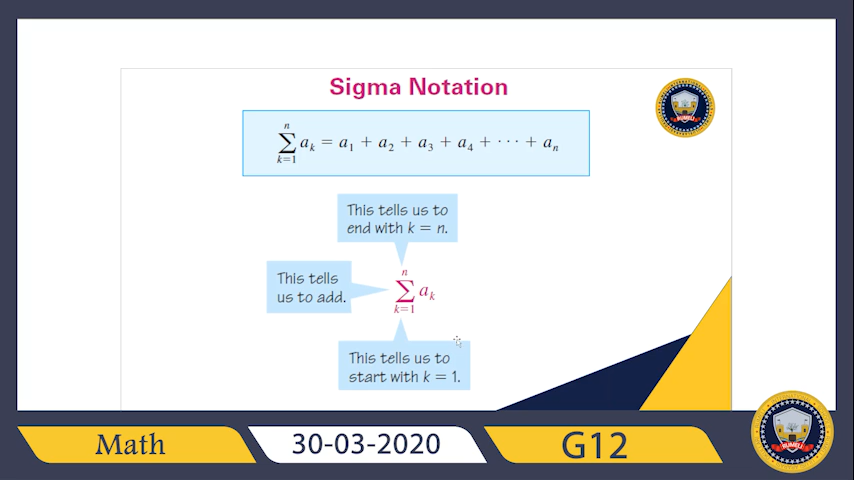 Sigma Notation
n
∑ a_k = a_1 + a_2 + a_3 + a_4 + ··· + a_n
k=1
This tells us to
end with k = n.
This tells
us to add.
n
∑ a_k
k=1
This tells us to
start with k = 1.
Math
30-03-2020
G12